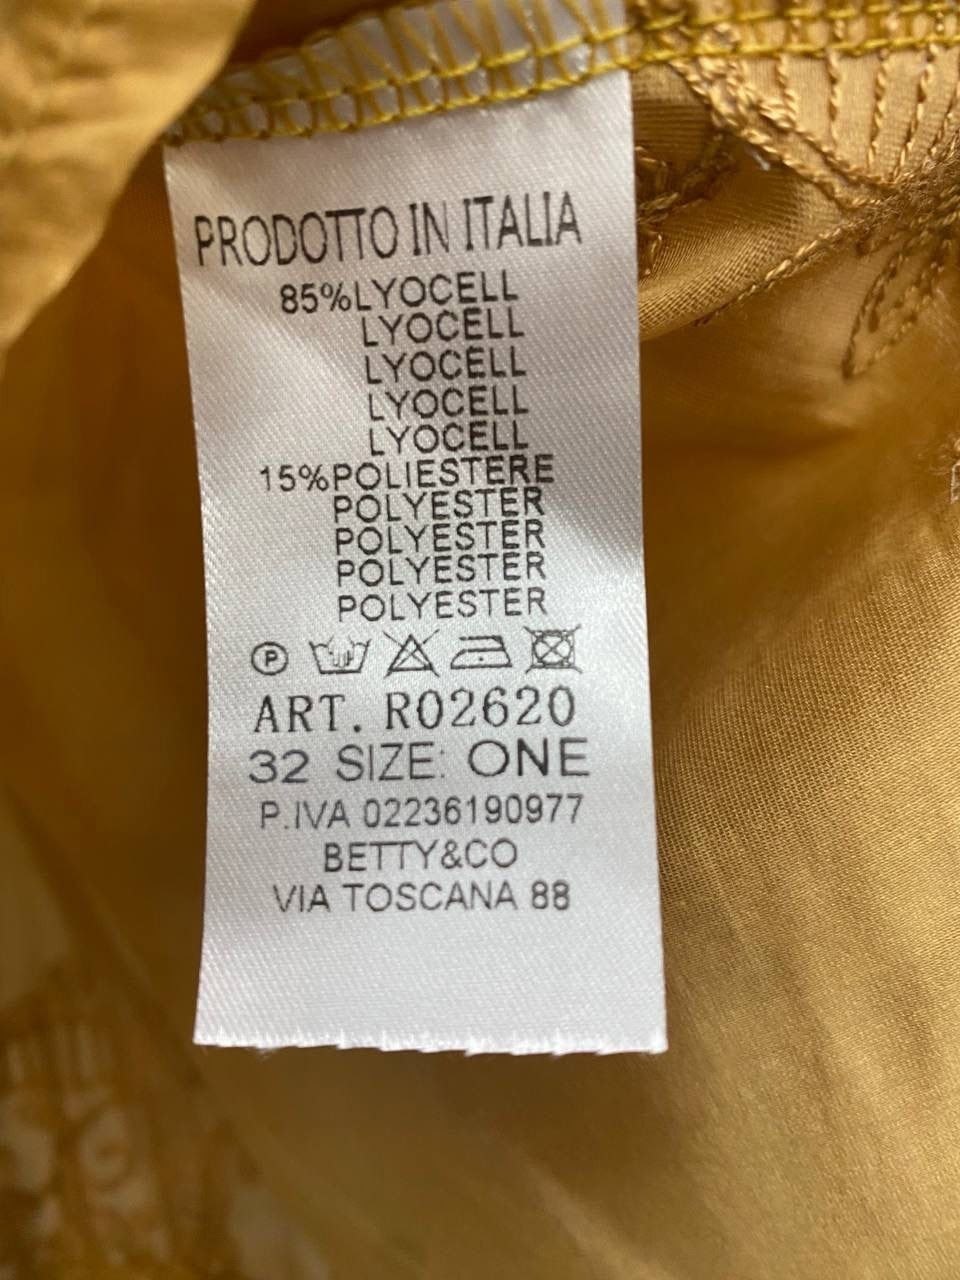 PRODOTTO IN ITALIA
85%LYOCELL
LYOCELL
LYOCELL
LYOCELL
LYOCELL
15%POLIESTERE
POLYESTER
POLYESTER
POLYESTER
POLYESTER
P
ART. R02620
32 SIZE: ONE
P.IVA 02236190977
BETTY&CO
VIA TOSCANA 88